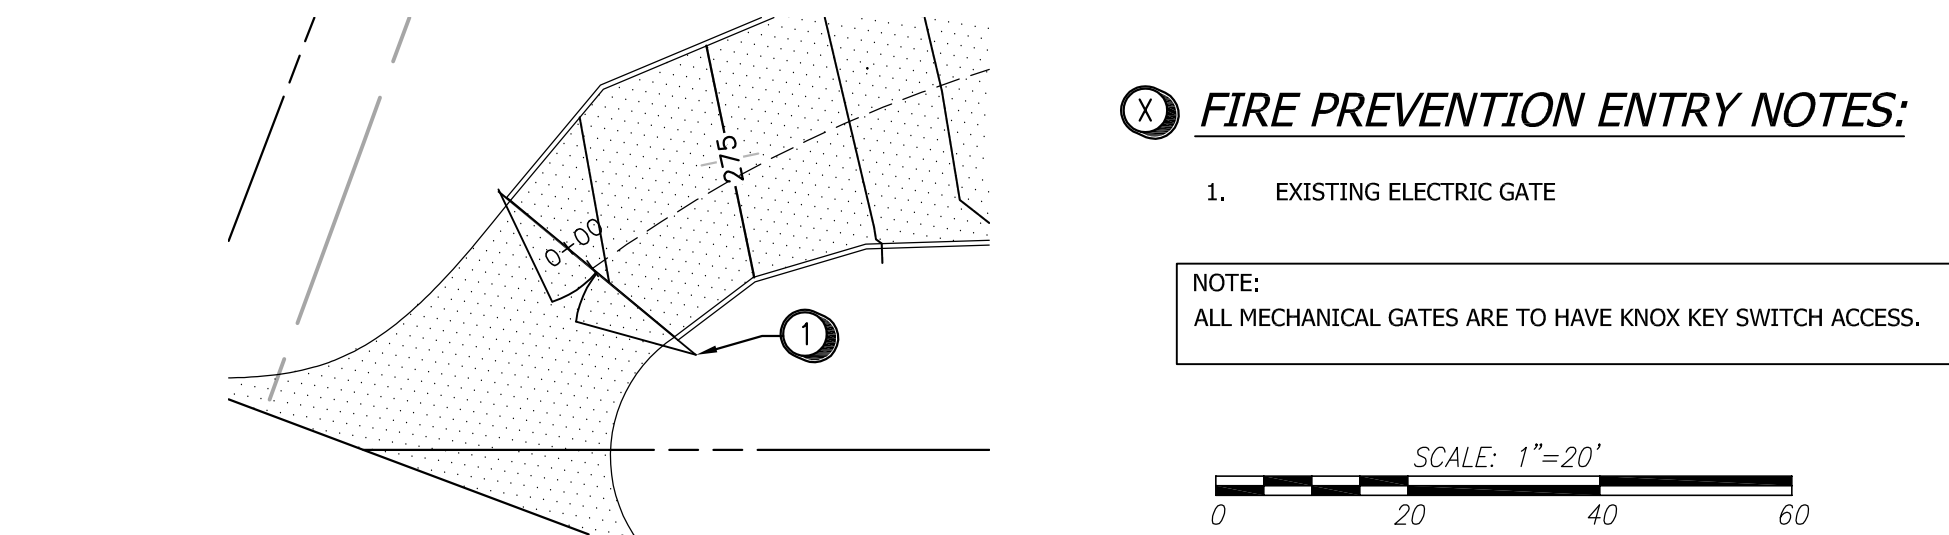 0+00
275
1
X FIRE PREVENTION ENTRY NOTES:
1. EXISTING ELECTRIC GATE
NOTE:
ALL MECHANICAL GATES ARE TO HAVE KNOX KEY SWITCH ACCESS.
SCALE: 1"=20'
0 20 40 60